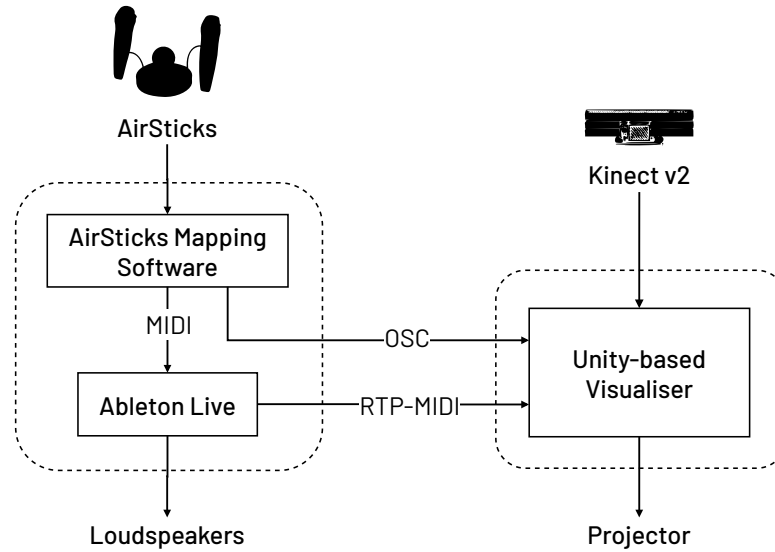 AirSticks
Kinect v2
AirSticks Mapping
Software
MIDI
OSC
Unity-based
Visualiser
Ableton Live
RTP-MIDI
Loudspeakers
Projector